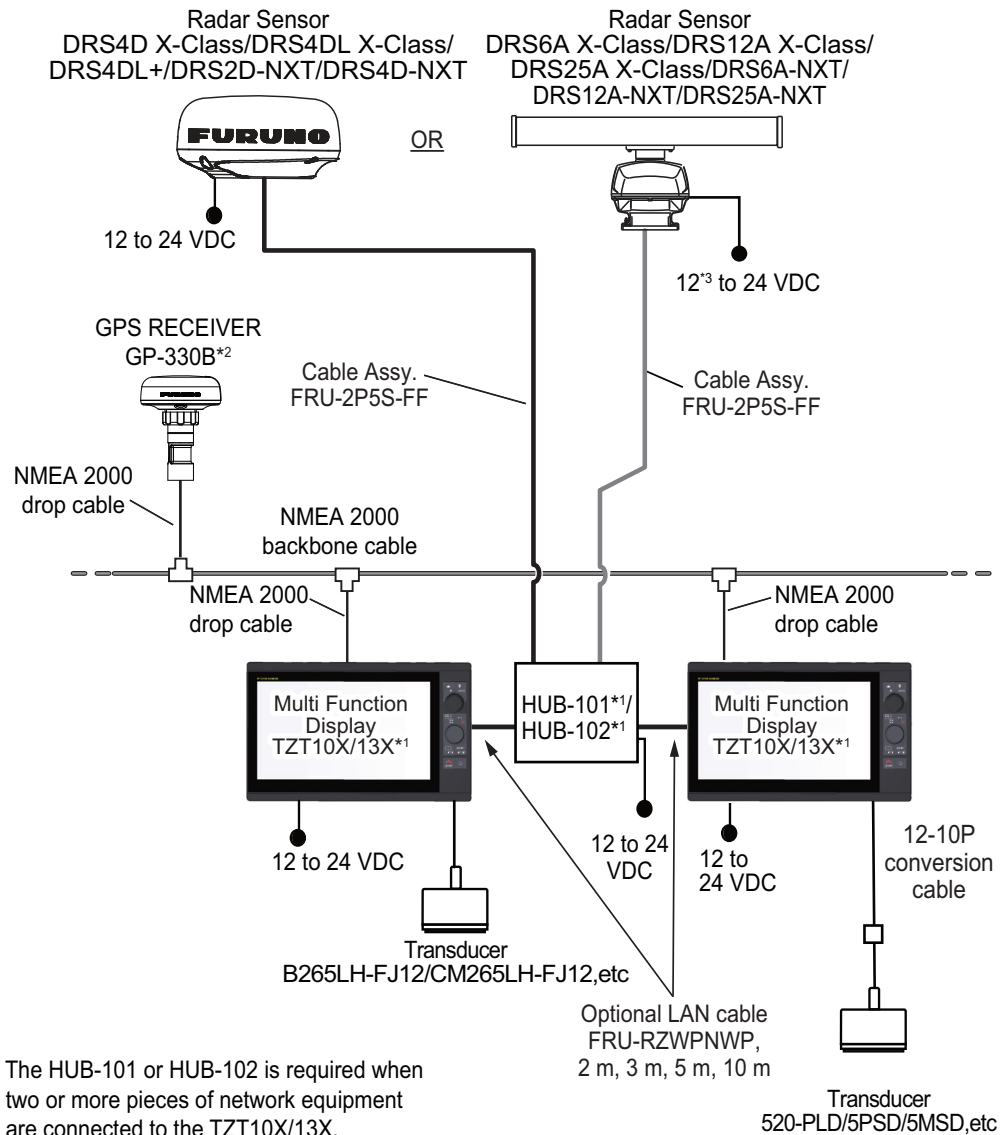 Radar Sensor
DRS4D X-Class/DRS4DL X-Class/
DRS4DL+/DRS2D-NXT/DRS4D-NXT
Radar Sensor
DRS6A X-Class/DRS12A X-Class/
DRS25A X-Class/DRS6A-NXT/
DRS12A-NXT/DRS25A-NXT
FURUNO
OR
12 to 24 VDC
12*3 to 24 VDC
GPS RECEIVER
GP-330B*2
FURUNO
Cable Assy.
FRU-2P5S-FF
Cable Assy.
FRU-2P5S-FF
NMEA 2000
drop cable
NMEA 2000
backbone cable
NMEA 2000
drop cable
NMEA 2000
drop cable
Multi Function
Display
TZT10X/13X*1
HUB-101*1/
HUB-102*1
Multi Function
Display
TZT10X/13X*1
12 to 24 VDC
12 to 24
VDC
12 to
24 VDC
12-10P
conversion
cable
Transducer
B265LH-FJ12/CM265LH-FJ12,etc
Optional LAN cable
FRU-RZWPNWP,
2 m, 3 m, 5 m, 10 m
The HUB-101 or HUB-102 is required when
two or more pieces of network equipment
are connected to the TZT10X/13X.
Transducer
520-PLD/5PSD/5MSD,etc